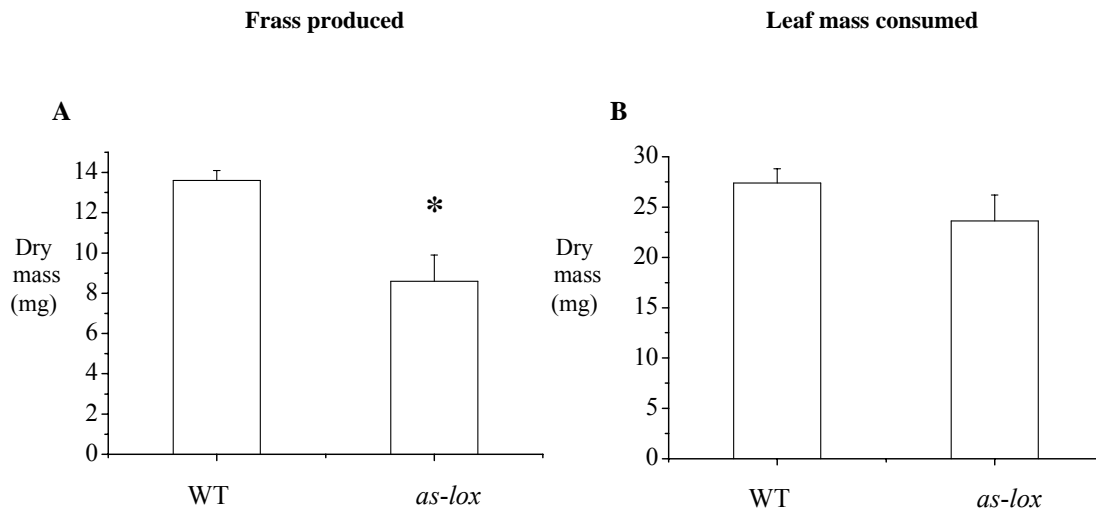 Frass produced
Leaf mass consumed
A
14
12
10
8
6
4
2
0
Dry
mass
(mg)
*
WT
as-lox
B
30
25
20
25
10
5
0
Dry
mass
(mg)
WT
as-lox